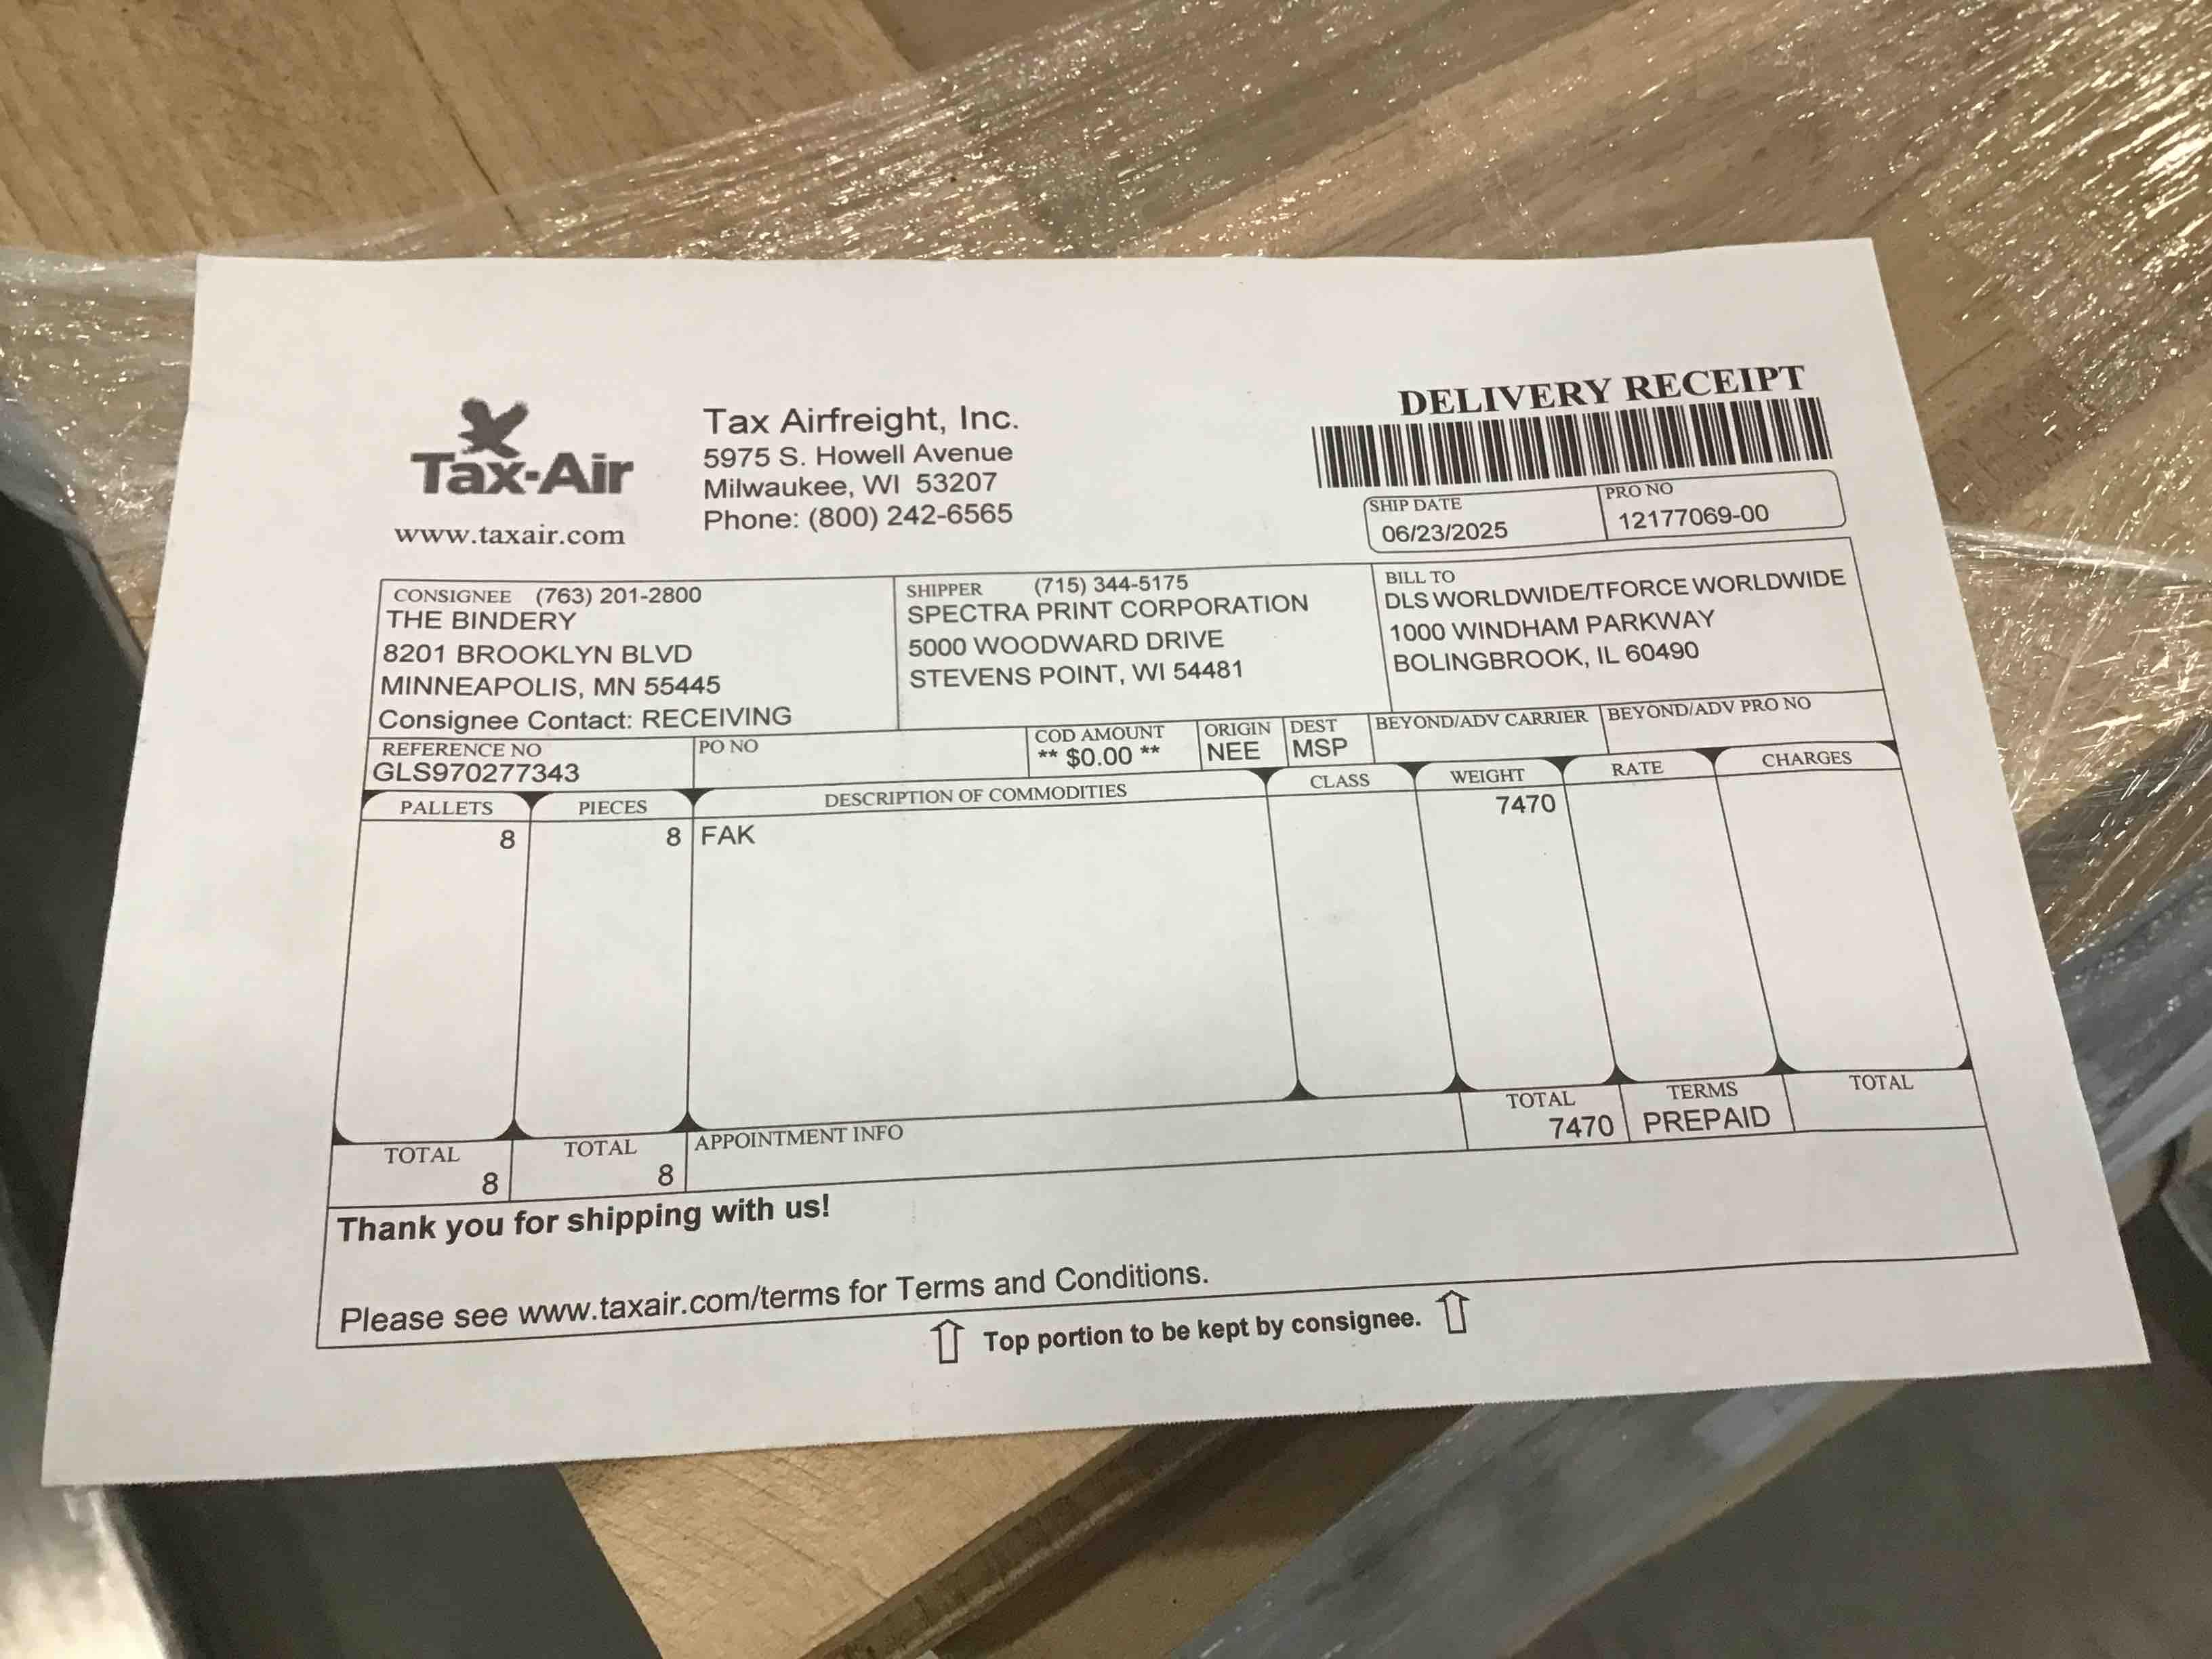 DELIVERY RECEIPT
Tax-Air
www.taxair.com
Tax Airfreight, Inc.
5975 S. Howell Avenue
Milwaukee, WI 53207
Phone: (800) 242-6565
SHIP DATE
06/23/2025
PRO NO
12177069-00
CONSIGNEE (763) 201-2800
THE BINDERY
8201 BROOKLYN BLVD
MINNEAPOLIS, MN 55445
Consignee Contact: RECEIVING
SHIPPER (715) 344-5175
SPECTRA PRINT CORPORATION
5000 WOODWARD DRIVE
STEVENS POINT, WI 54481
BILL TO
DLS WORLDWIDE/TFORCE WORLDWIDE
1000 WINDHAM PARKWAY
BOLINGBROOK, IL 60490
REFERENCE NO
GLS970277343
PO NO
COD AMOUNT
** $0.00 **
ORIGIN
NEE
DEST
MSP
BEYOND/ADV CARRIER
BEYOND/ADV PRO NO
PALLETS PIECES DESCRIPTION OF COMMODITIES CLASS WEIGHT RATE CHARGES
8 8 FAK 7470
TOTAL
8
TOTAL
8
APPOINTMENT INFO
TOTAL
7470
TERMS
PREPAID
TOTAL
Thank you for shipping with us!
Please see www.taxair.com/terms for Terms and Conditions.
⇧ Top portion to be kept by consignee. ⇧